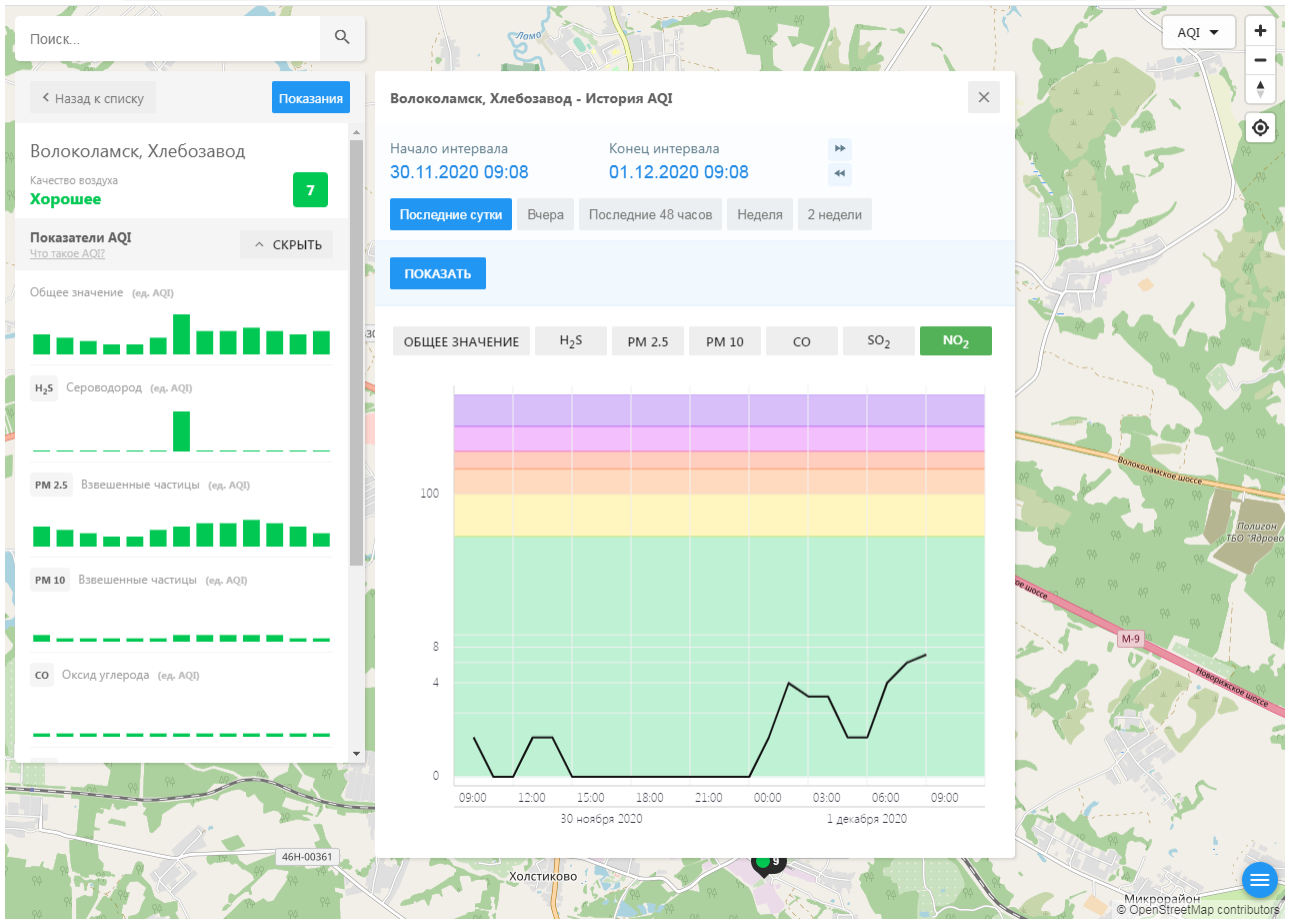 Поиск...
Ломо
AQI
Назад к списку
Показания
Волоколамск, Хлебозавод
Качество воздуха
Хорошее
7
Показатели AQI
Что такое AQI?
СКРЫТЬ
Общее значение (ед. AQI)
H2S Сероводород (ед. AQI)
PM 2.5 Взвешенные частицы (ед. AQI)
PM 10 Взвешенные частицы (ед. AQI)
CO Оксид углерода (ед. AQI)
Волоколамск, Хлебозавод - История AQI
Начало интервала
30.11.2020 09:08
Конец интервала
01.12.2020 09:08
Последние сутки
Вчера
Последние 48 часов
Неделя
2 недели
ПОКАЗАТЬ
ОБЩЕЕ ЗНАЧЕНИЕ
H2S
PM 2.5
PM 10
CO
SO2
NO2
100
8
4
0
09:00 12:00 15:00 18:00 21:00 00:00 03:00 06:00 09:00
30 ноября 2020
1 декабря 2020
Волоколамское шоссе
Полигон
ТБО "Ядрово
ое шоссе
М-9
Новорижское шоссе
46Н-00361
9
Холстиково
Микрорайон
© OpenStreetMap contributors